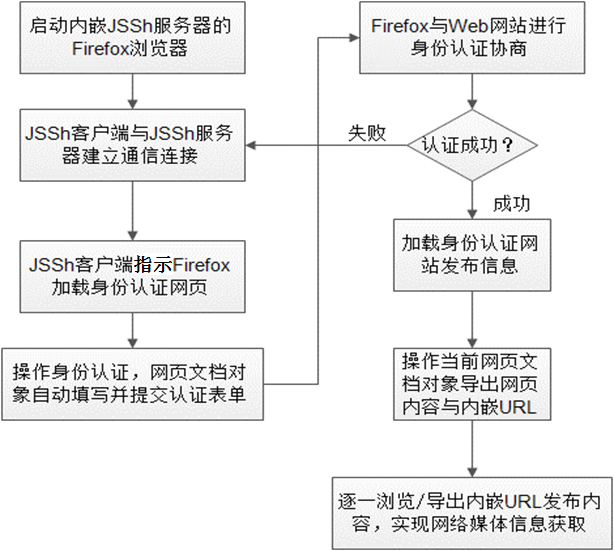 启动内嵌JSSh服务器的
Firefox浏览器
JSSh客户端与JSSh服务
器建立通信连接
JSSh客户端指示Firefox
加载身份认证网页
操作身份认证，网页文档对
象自动填写并提交认证表单
Firefox与Web网站进行
身份认证协商
认证成功？
失败
成功
加载身份认证网
站发布信息
操作当前网页文
档对象导出网页
内容与内嵌URL
逐一浏览/导出内嵌URL发布内
容，实现网络媒体信息获取